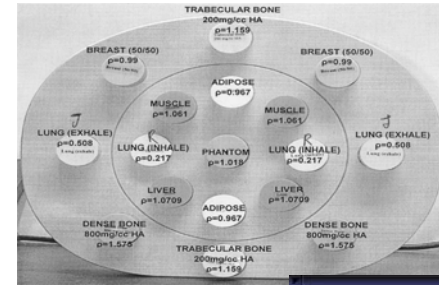 TRABECULAR BONE
200mg/cc HA
ρ=1.159
BREAST (50/50)
ρ=0.99
BREAST (50/50)
ρ=0.99
ADIPOSE
ρ=0.967
MUSCLE
ρ=1.061
MUSCLE
ρ=1.061
LUNG (EXHALE)
ρ=0.508
R
LUNG (INHALE)
ρ=0.217
PHANTOM
ρ=1.018
R
LUNG (INHALE)
ρ=0.217
LUNG (EXHALE)
ρ=0.508
LIVER
ρ=1.0709
LIVER
ρ=1.0709
ADIPOSE
ρ=0.967
DENSE BONE
800mg/cc HA
ρ=1.575
DENSE BONE
800mg/cc HA
ρ=1.575
TRABECULAR BONE
200mg/cc HA
ρ=1.159